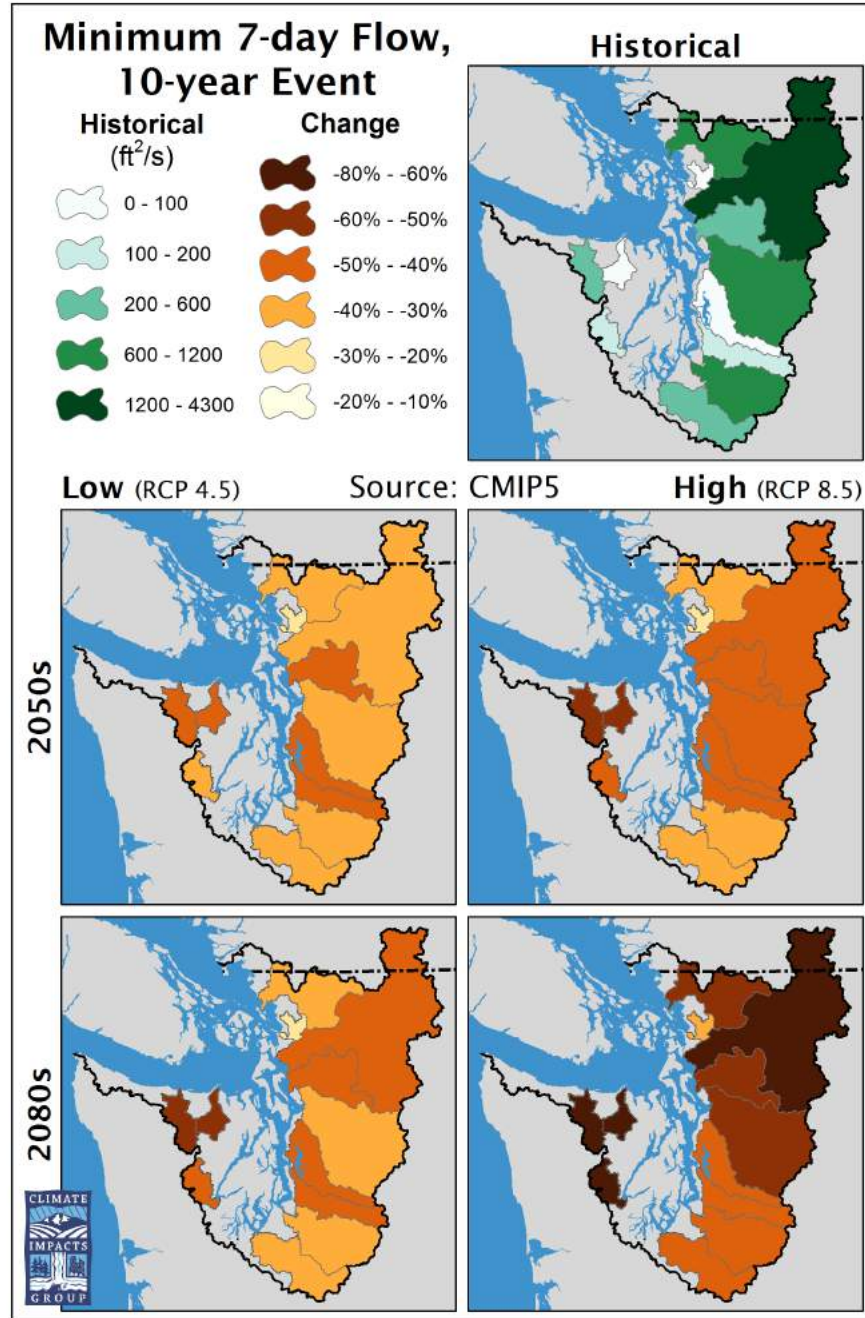 Minimum 7-day Flow,
10-year Event
Historical
(ft²/s)
0 - 100
100 - 200
200 - 600
600 - 1200
1200 - 4300
Change
-80% - -60%
-60% - -50%
-50% - -40%
-40% - -30%
-30% - -20%
-20% - -10%
Historical
Low (RCP 4.5)
Source: CMIP5
High (RCP 8.5)
2050s
2080s
CLIMATE
IMPACTS
GROUP